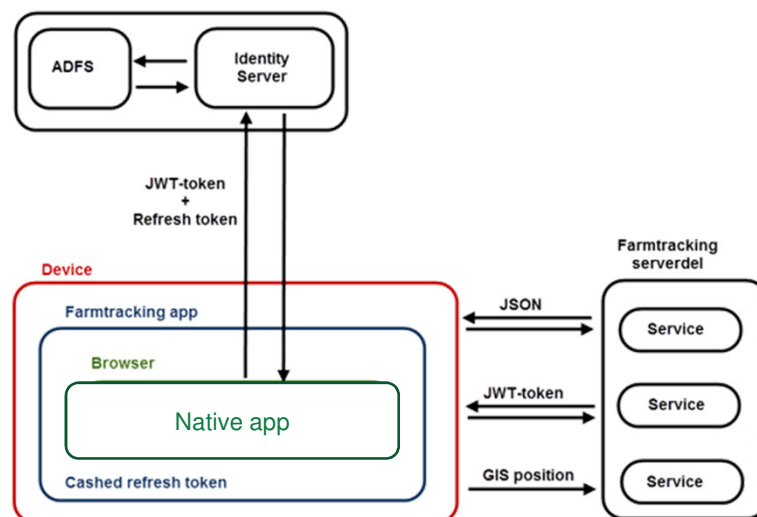 ADFS
Identity
Server
JWT-token
+
Refresh token
Farmtracking
serverdel
Device
Farmtracking app
JSON
Service
Browser
Native app
JWT-token
Service
Cashed refresh token
GIS position
Service